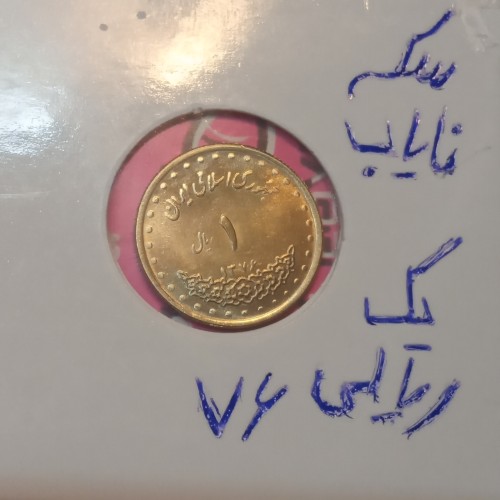 سکه
نایاب
یک
ریالی ۷۶
جمهوری اسلامی ایران
۱
ریال